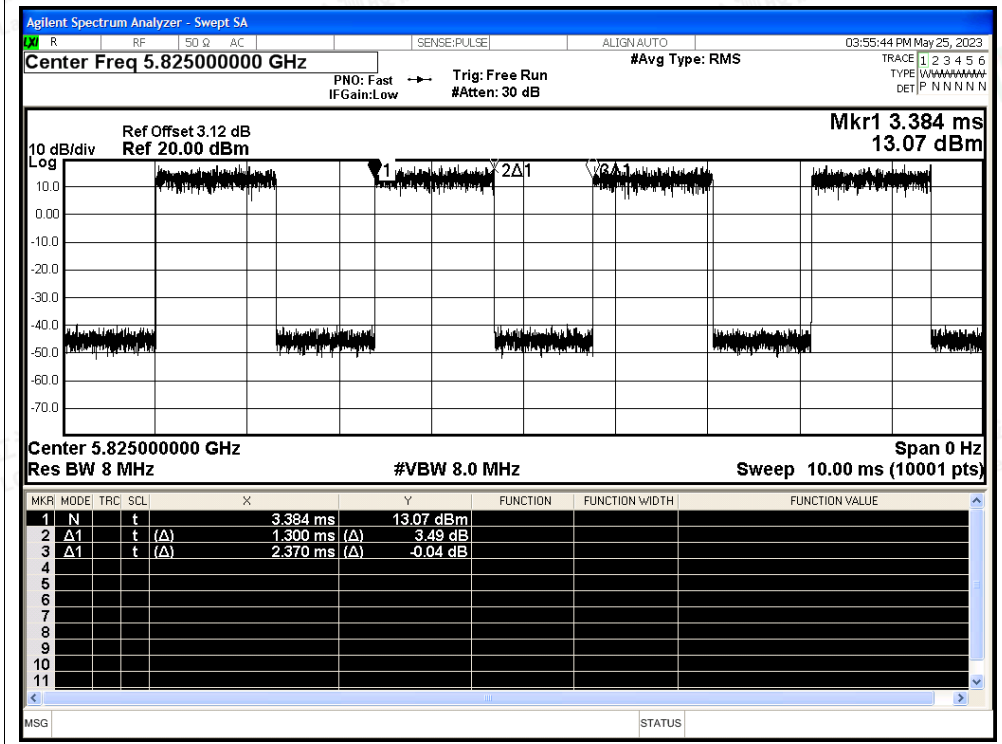 Agilent Spectrum Analyzer - Swept SA
LXI R RF 50 Ω AC SENSE:PULSE ALIGN AUTO 03:55:44 PM May 25, 2023
Center Freq 5.825000000 GHz #Avg Type: RMS TRACE 1 2 3 4 5 6
PNO: Fast Trig: Free Run TYPE W
IFGain:Low #Atten: 30 dB DET P N N N N N
Mkr1 3.384 ms
Ref Offset 3.12 dB
10 dB/div Ref 20.00 dBm 13.07 dBm
Log
1 2Δ1 3Δ1
10.0
0.00
-10.0
-20.0
-30.0
-40.0
-50.0
-60.0
-70.0
Center 5.825000000 GHz Span 0 Hz
Res BW 8 MHz #VBW 8.0 MHz Sweep 10.00 ms (10001 pts)
MKR MODE TRC SCL X Y FUNCTION FUNCTION WIDTH FUNCTION VALUE
1 N t 3.384 ms 13.07 dBm
2 Δ1 t (Δ) 1.300 ms (Δ) 3.49 dB
3 Δ1 t (Δ) 2.370 ms (Δ) -0.04 dB
4
5
6
7
8
9
10
11
MSG STATUS